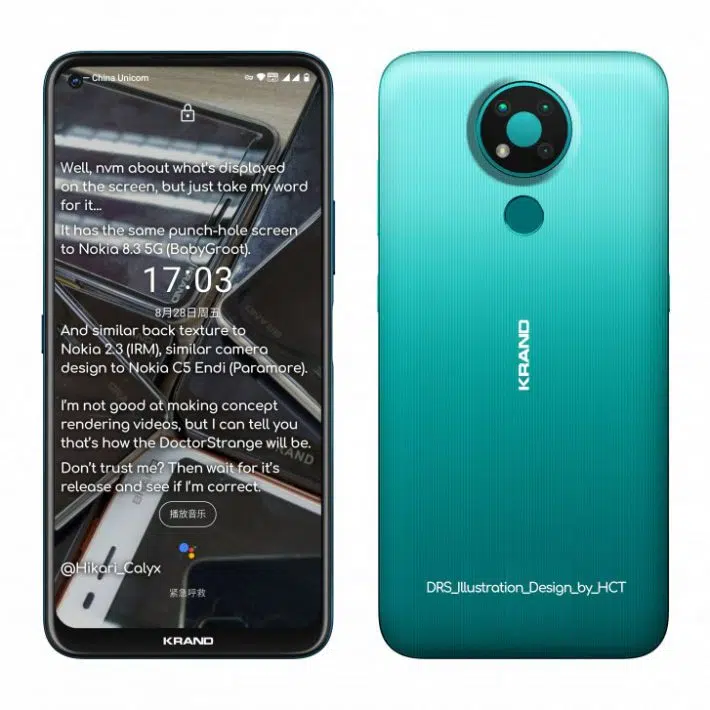 China Unicom
Well, nvm about what's displayed
on the screen, but just take my word
for it...
It has the same punch-hole screen
to Nokia 8.3 5G (BabyGroot).
17:03
8月28日周五
And similar back texture to
Nokia 2.3 (IRM), similar camera
design to Nokia C5 Endi (Paramore).
I'm not good at making concept
rendering videos, but I can tell you
that's how the DoctorStrange will be.
Don't trust me? Then wait for it's
release and see if I'm correct.
播放音乐
@Hikari_Calyx
紧急呼救
KRAND
KRAND
DRS_Illustration_Design_by_HCT